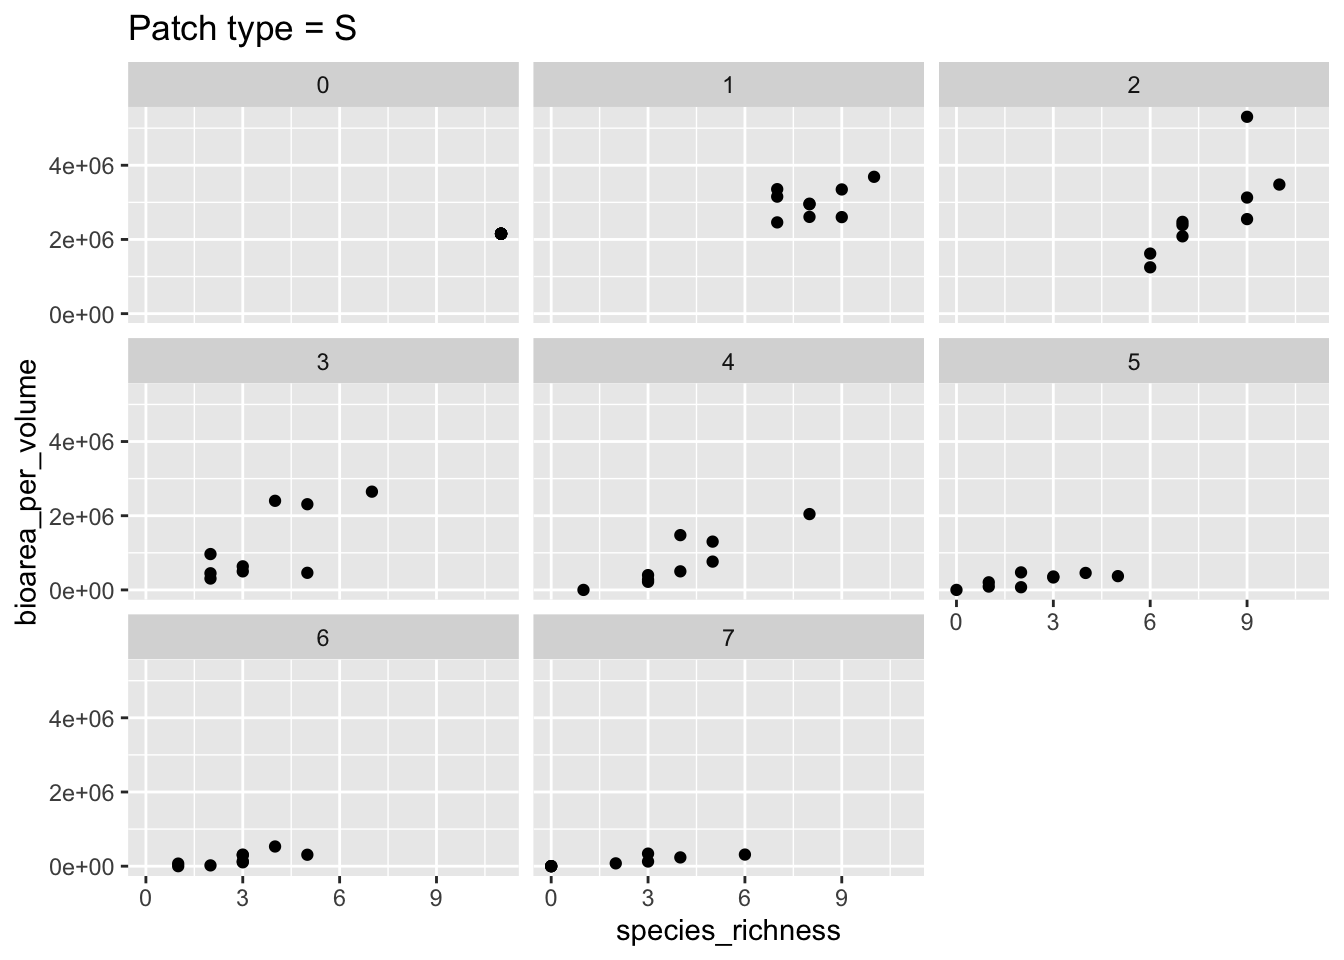 Patch type = S
0 1 2
4e+06
2e+06
0e+00
3 4 5
bioarea_per_volume
4e+06
2e+06
0e+00
0 3 6 9
6 7
4e+06
2e+06
0e+00
0 3 6 9 0 3 6 9
species_richness